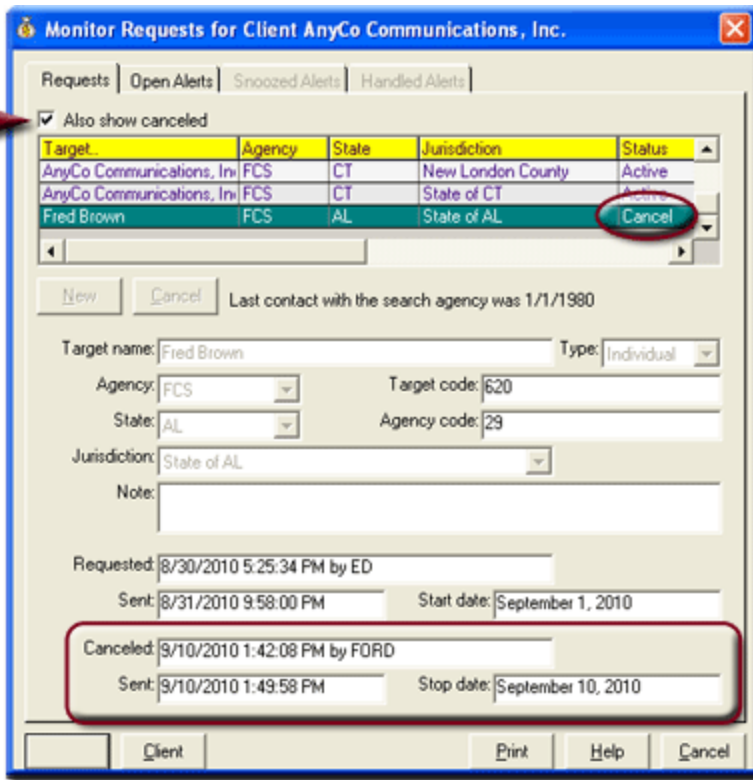 Monitor Requests for Client AnyCo Communications, Inc.
Requests Open Alerts Snoozed Alerts Handled Alerts
Also show canceled
Target.. Agency State Jurisdiction Status
AnyCo Communications, In FCS CT New London County Active
AnyCo Communications, In FCS CT State of CT Active
Fred Brown FCS AL State of AL Cancel
New Cancel Last contact with the search agency was 1/1/1980
Target name: Fred Brown Type: Individual
Agency: FCS Target code: 620
State: AL Agency code: 29
Jurisdiction: State of AL
Note:
Requested: 8/30/2010 5:25:34 PM by ED
Sent: 8/31/2010 9:58:00 PM Start date: September 1, 2010
Canceled: 9/10/2010 1:42:08 PM by FORD
Sent: 9/10/2010 1:49:58 PM Stop date: September 10, 2010
Client Print Help Cancel